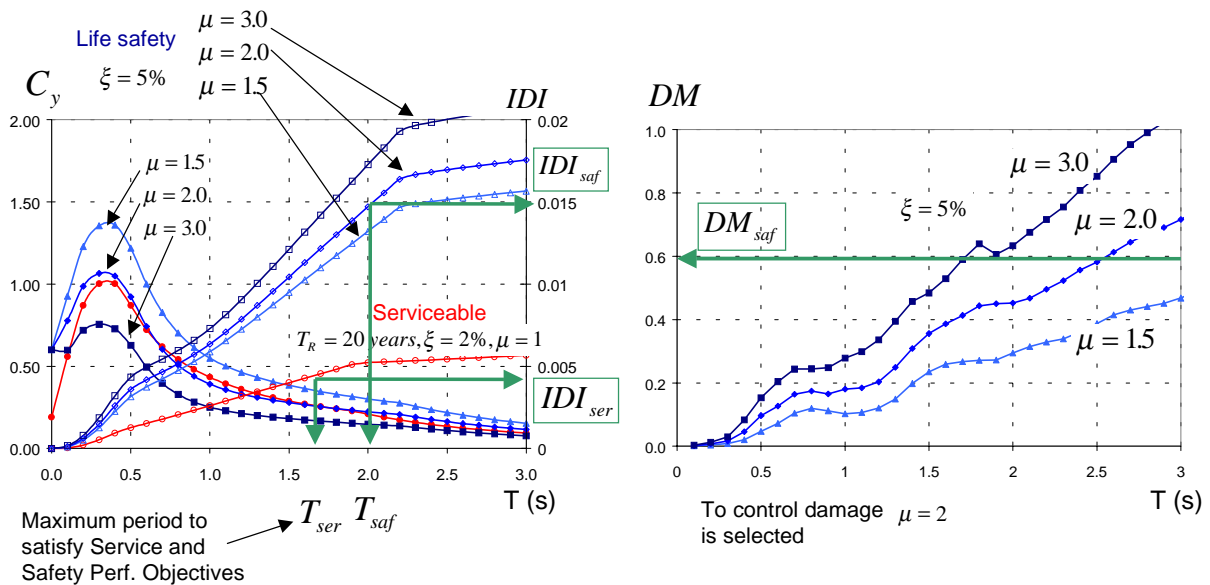 Life safety
ξ = 5%
μ = 3.0
μ = 2.0
μ = 1.5
C_y
IDI
2.00
1.50
1.00
0.50
0.00
μ = 1.5
μ = 2.0
μ = 3.0
0.02
0.015
0.01
0.005
0
IDI_saf
Serviceable
T_R = 20 years, ξ = 2%, μ = 1
IDI_ser
0.0 0.5 1.0 1.5 2.0 2.5 3.0
T (s)
T_ser T_saf
Maximum period to
satisfy Service and
Safety Perf. Objectives
DM
1.0
0.8
0.6
0.4
0.2
0.0
μ = 3.0
ξ = 5%
μ = 2.0
DM_saf
μ = 1.5
0 0.5 1 1.5 2 2.5 3
T (s)
To control damage μ = 2
is selected